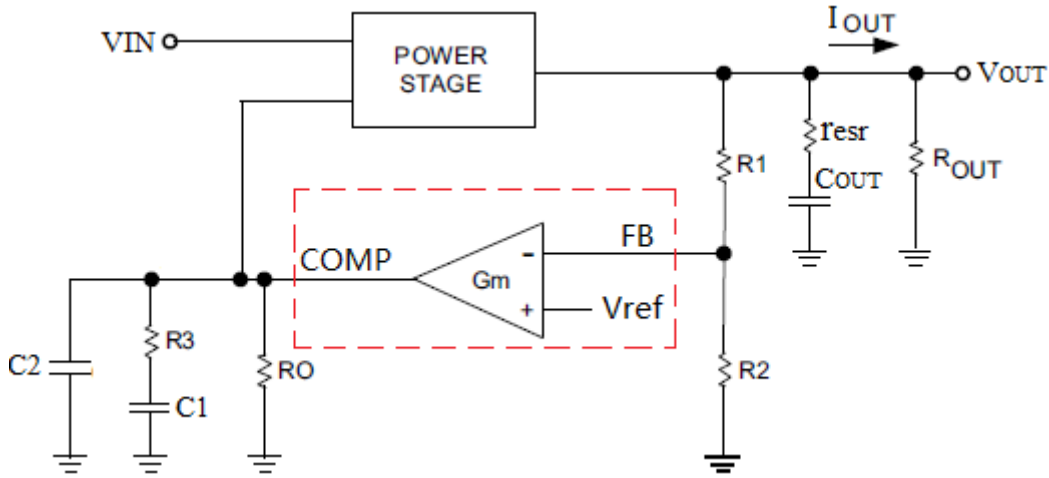 VIN
POWER
STAGE
IOUT
VOUT
R1
resr
COUT
ROUT
FB
COMP
Gm
-
+
Vref
C2
R3
C1
RO
R2